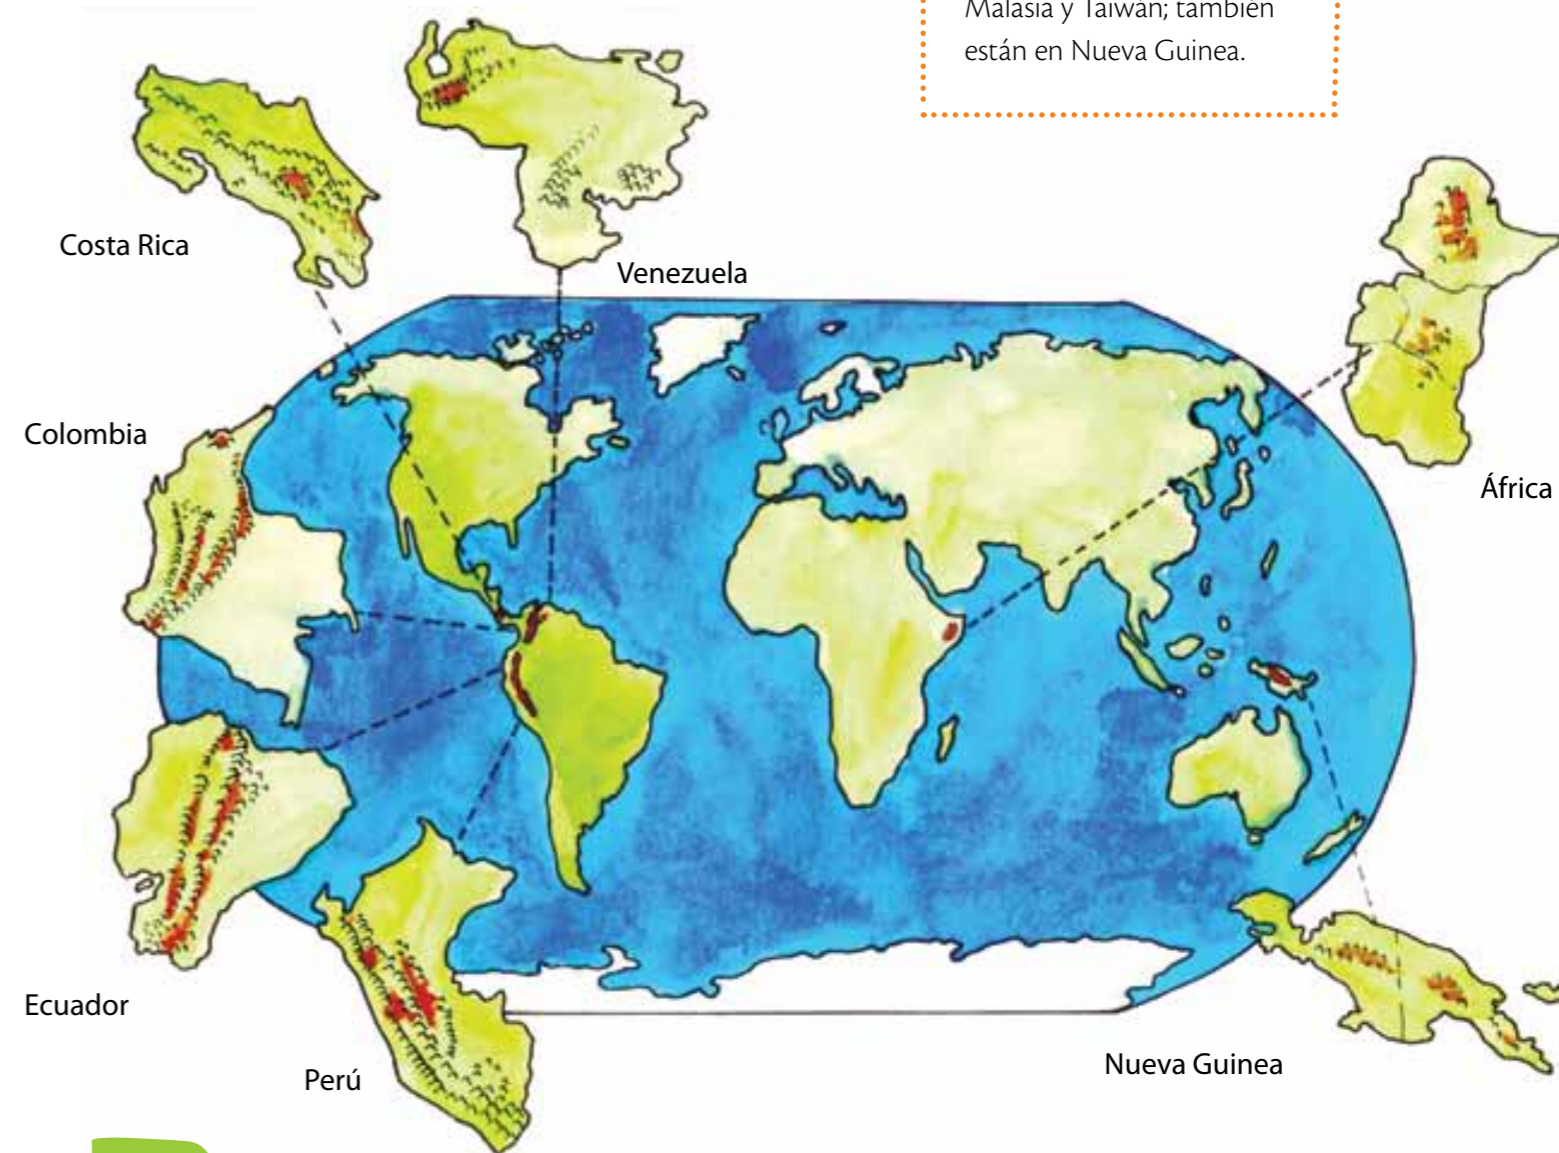 Malasia y Taiwán; también
están en Nueva Guinea.
Costa Rica
Venezuela
Colombia
África
Ecuador
Perú
Nueva Guinea